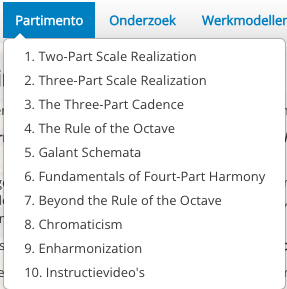 Partimento Onderzoek Werkmodellen
1. Two-Part Scale Realization
2. Three-Part Scale Realization
3. The Three-Part Cadence
4. The Rule of the Octave
5. Galant Schemata
6. Fundamentals of Fourt-Part Harmony
7. Beyond the Rule of the Octave
8. Chromaticism
9. Enharmonization
10. Instructievideo's